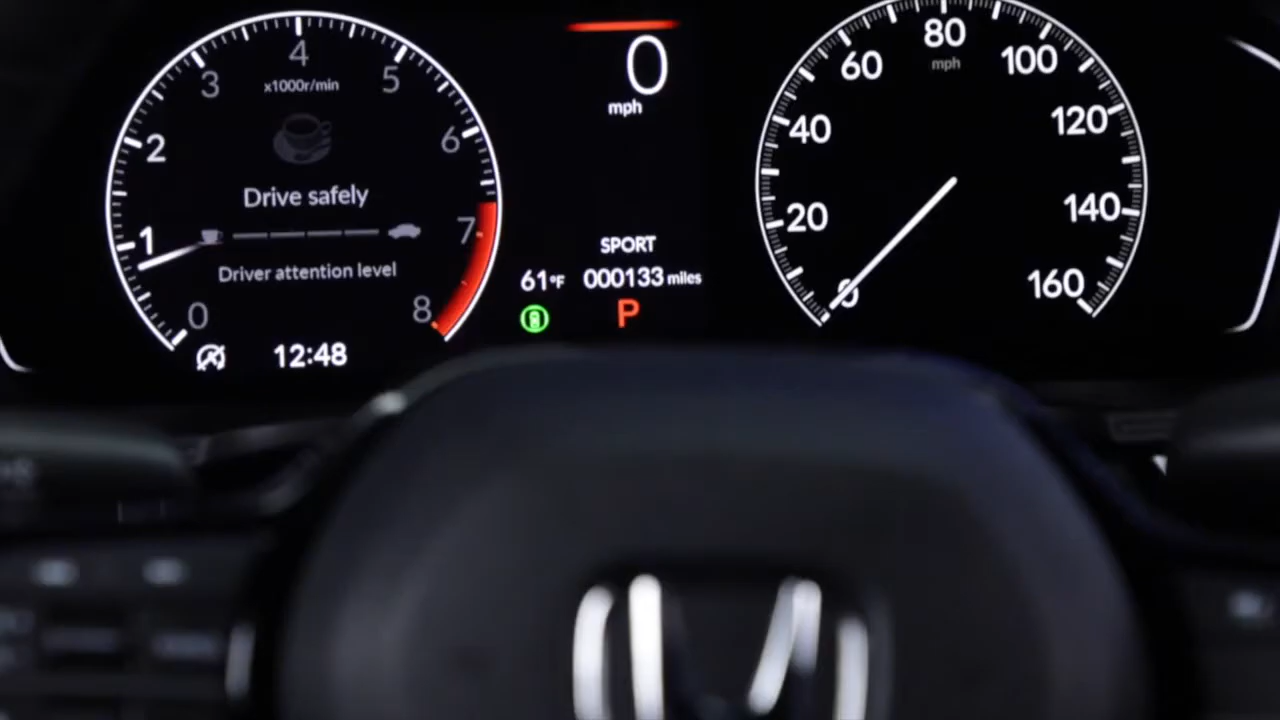 4
3
5
x1000r/min
2
6
Drive safely
1
7
Driver attention level
0
8
12:48
0
mph
SPORT
61°F
000133 miles
P
80
mph
60
100
40
120
20
140
0
160